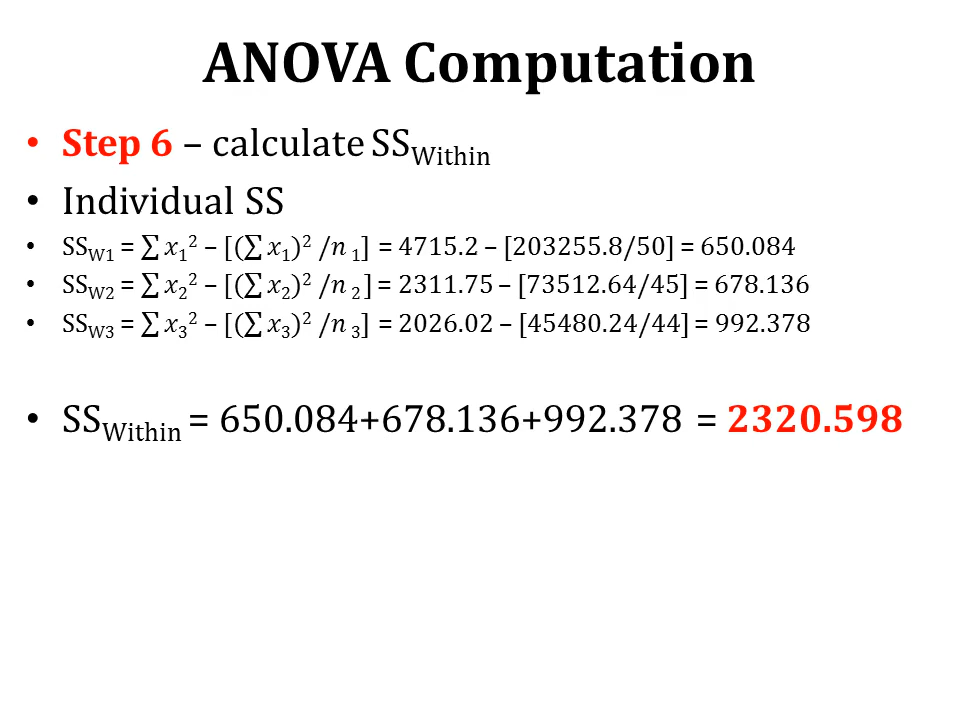 ANOVA Computation
• Step 6 – calculate SS_Within
• Individual SS
• SS_W1 = ∑ x₁² – [(∑ x₁)² /n ₁] = 4715.2 – [203255.8/50] = 650.084
• SS_W2 = ∑ x₂² – [(∑ x₂)² /n ₂] = 2311.75 – [73512.64/45] = 678.136
• SS_W3 = ∑ x₃² – [(∑ x₃)² /n ₃] = 2026.02 – [45480.24/44] = 992.378
• SS_Within = 650.084+678.136+992.378 = 2320.598